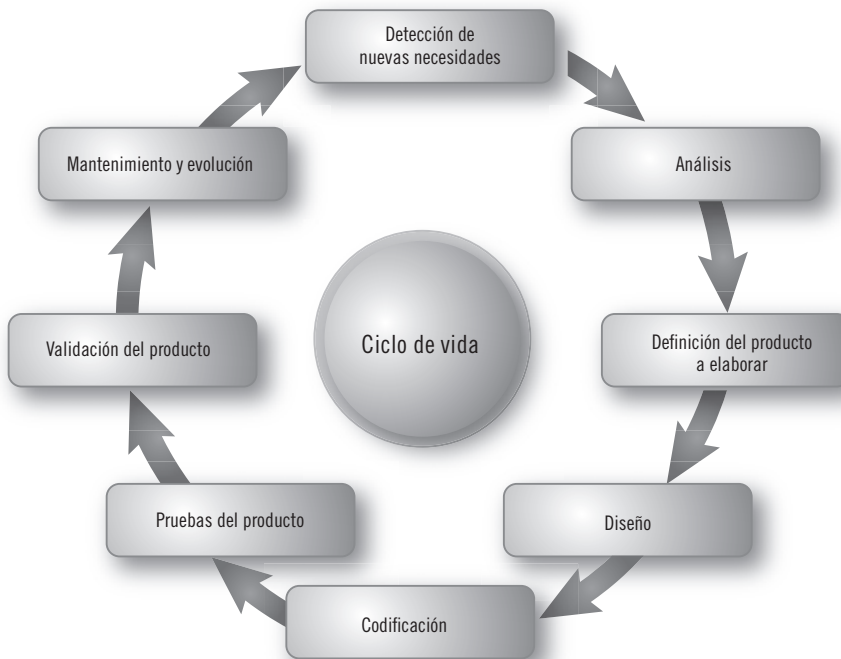 Detección de
nuevas necesidades
Análisis
Definición del producto
a elaborar
Diseño
Codificación
Pruebas del producto
Validación del producto
Mantenimiento y evolución
Ciclo de vida